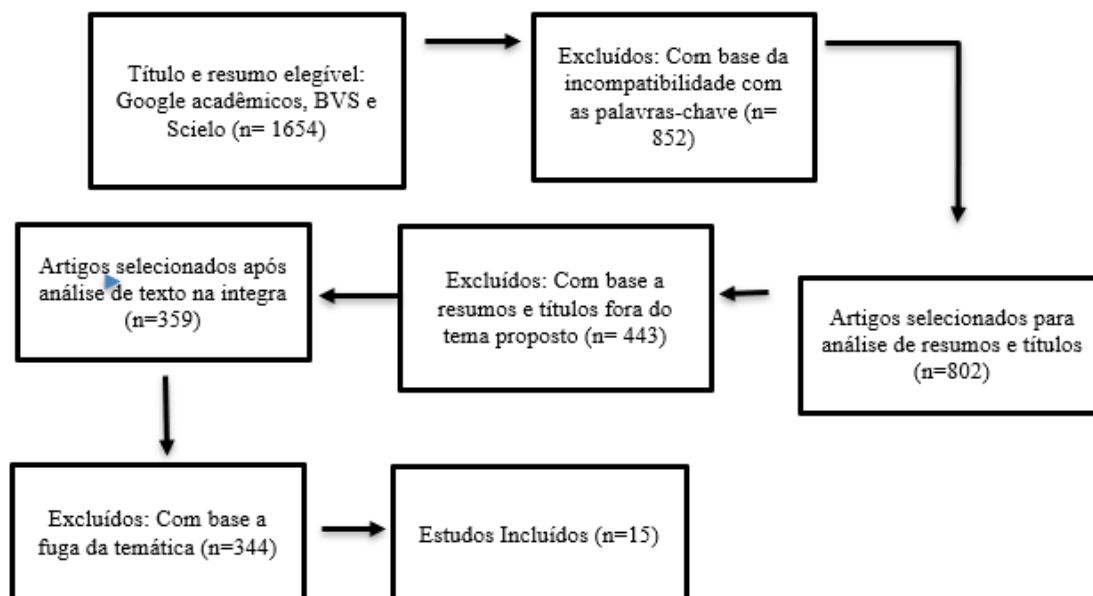 Título e resumo elegível:
Google acadêmicos, BVS e
Scielo (n= 1654)
Excluídos: Com base da
incompatibilidade com
as palavras-chave (n=
852)
Artigos selecionados para
análise de resumos e títulos
(n=802)
Excluídos: Com base a
resumos e títulos fora do
tema proposto (n= 443)
Artigos selecionados após
análise de texto na integra
(n=359)
Excluídos: Com base a
fuga da temática (n=344)
Estudos Incluídos (n=15)